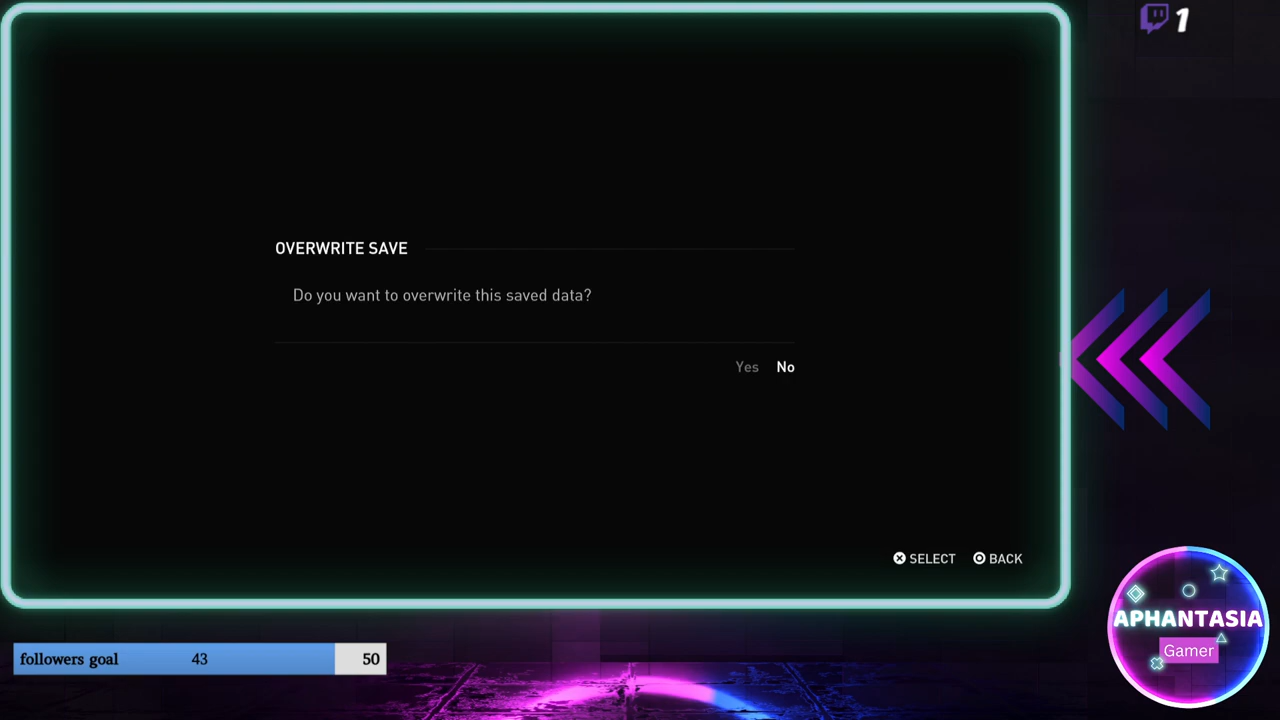 1
OVERWRITE SAVE
Do you want to overwrite this saved data?
Yes No
SELECT BACK
APHANTASIA
Gamer
followers goal 43 50